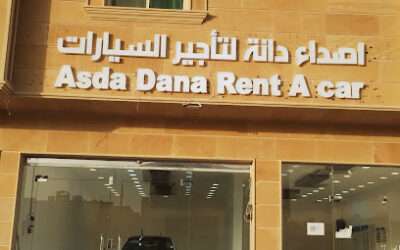 اصداء دانة لتأجير السيارات
Asda Dana Rent A car